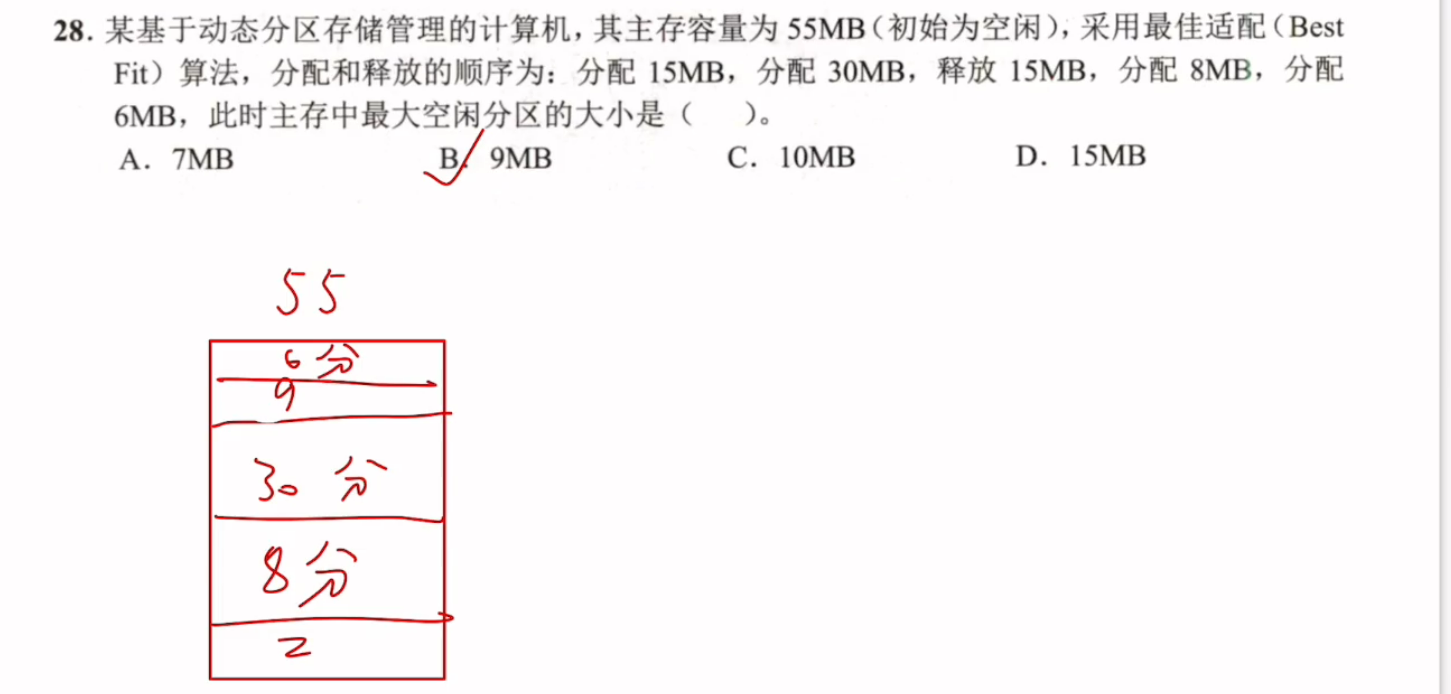 28. 某基于动态分区存储管理的计算机，其主存容量为 55MB（初始为空闲），采用最佳适配（Best
Fit）算法，分配和释放的顺序为：分配 15MB，分配 30MB，释放 15MB，分配 8MB，分配
6MB，此时主存中最大空闲分区的大小是（    ）。
A. 7MB B. 9MB C. 10MB D. 15MB
55
6分
9
30分
8分
2